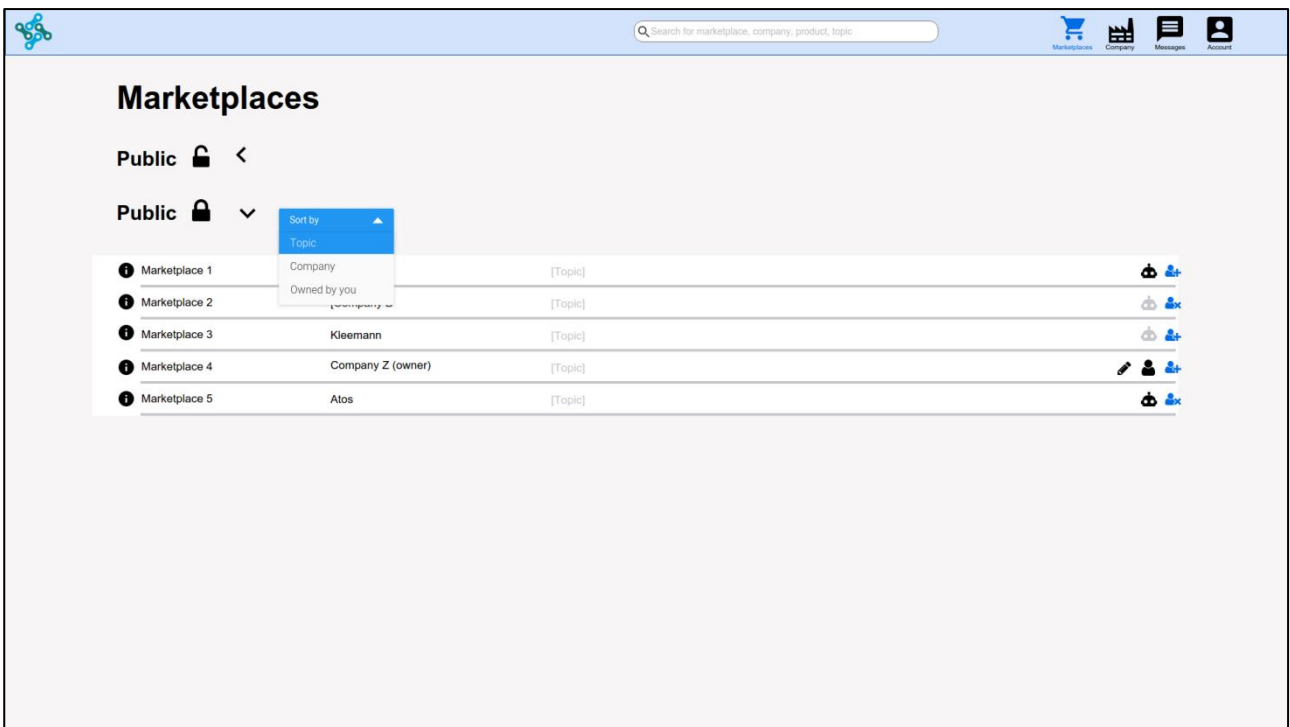 Search for marketplace, company, product, topic
Marketplaces Company Messages Account
Marketplaces
Public
Public
Sort by
Topic
Company
Owned by you
Marketplace 1 [Topic]
Marketplace 2 [Topic]
Marketplace 3 Kleemann [Topic]
Marketplace 4 Company Z (owner) [Topic]
Marketplace 5 Atos [Topic]